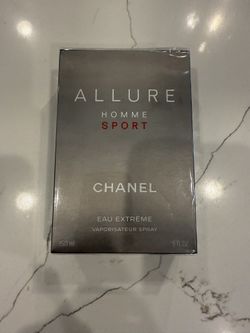 ALLURE
HOMME
SPORT
CHANEL
EAU EXTRÊME
VAPORISATEUR SPRAY